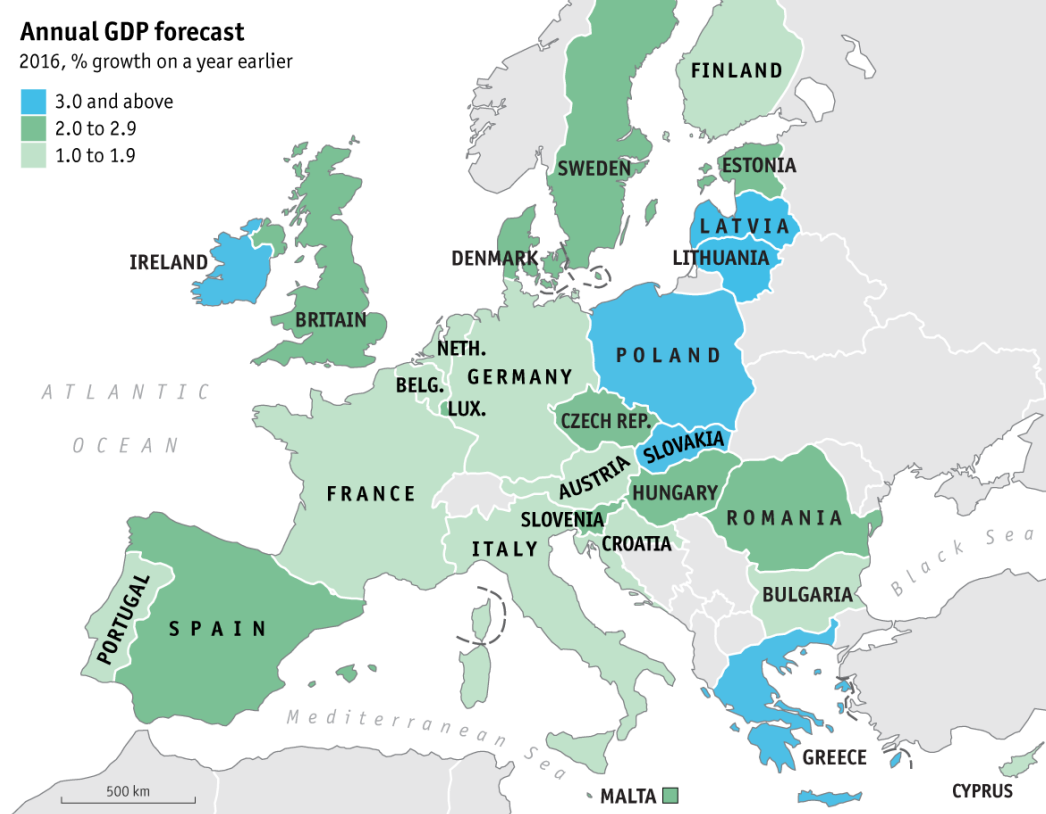 Annual GDP forecast
2016, % growth on a year earlier
3.0 and above
2.0 to 2.9
1.0 to 1.9
FINLAND
SWEDEN
ESTONIA
LATVIA
LITHUANIA
DENMARK
IRELAND
BRITAIN
NETH.
POLAND
GERMANY
BELG.
ATLANTIC
OCEAN
LUX.
CZECH REP.
SLOVAKIA
AUSTRIA
FRANCE
HUNGARY
SLOVENIA
ROMANIA
CROATIA
ITALY
Black Sea
BULGARIA
PORTUGAL
SPAIN
Mediterranean Sea
GREECE
CYPRUS
500 km
MALTA